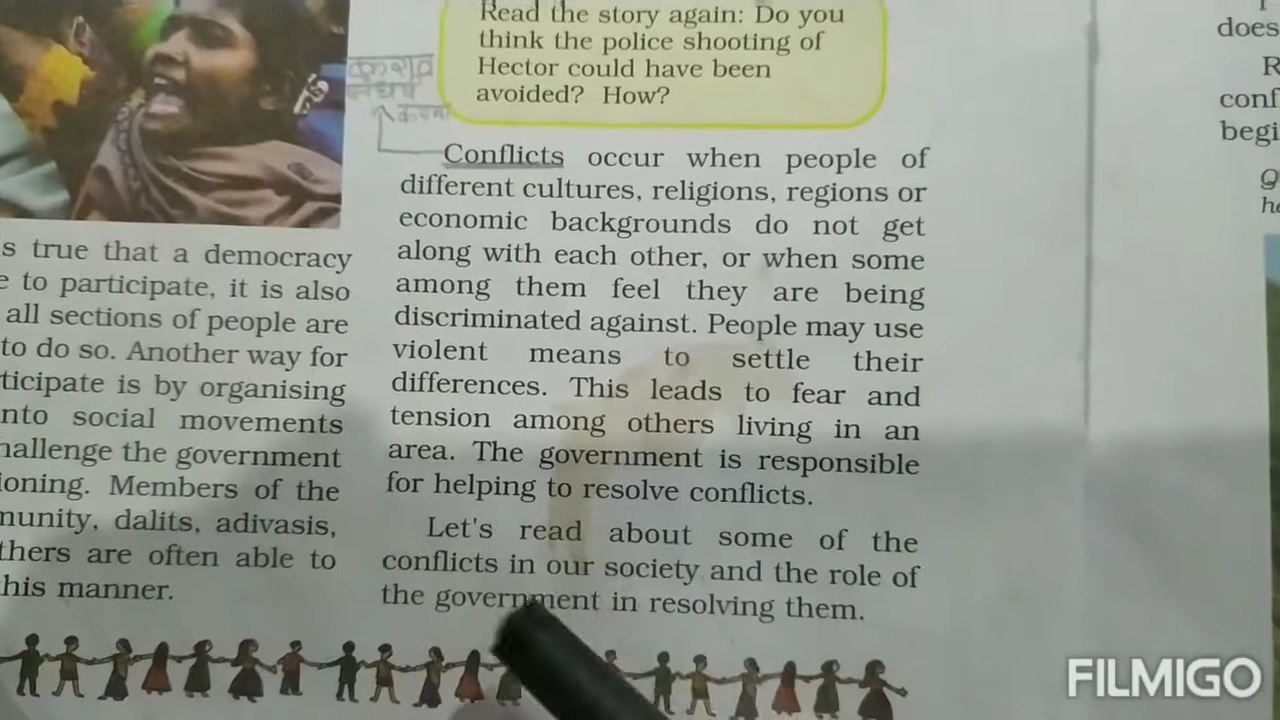 Read the story again: Do you
think the police shooting of
Hector could have been
avoided? How?
s true that a democracy
e to participate, it is also
all sections of people are
to do so. Another way for
ticipate is by organising
nto social movements
hallenge the government
ioning. Members of the
munity, dalits, adivasis,
thers are often able to
his manner.
Conflicts occur when people of
different cultures, religions, regions or
economic backgrounds do not get
along with each other, or when some
among them feel they are being
discriminated against. People may use
violent means to settle their
differences. This leads to fear and
tension among others living in an
area. The government is responsible
for helping to resolve conflicts.
Let's read about some of the
conflicts in our society and the role of
the government in resolving them.
does
R
conf
begi
Q
he
FILMIGO